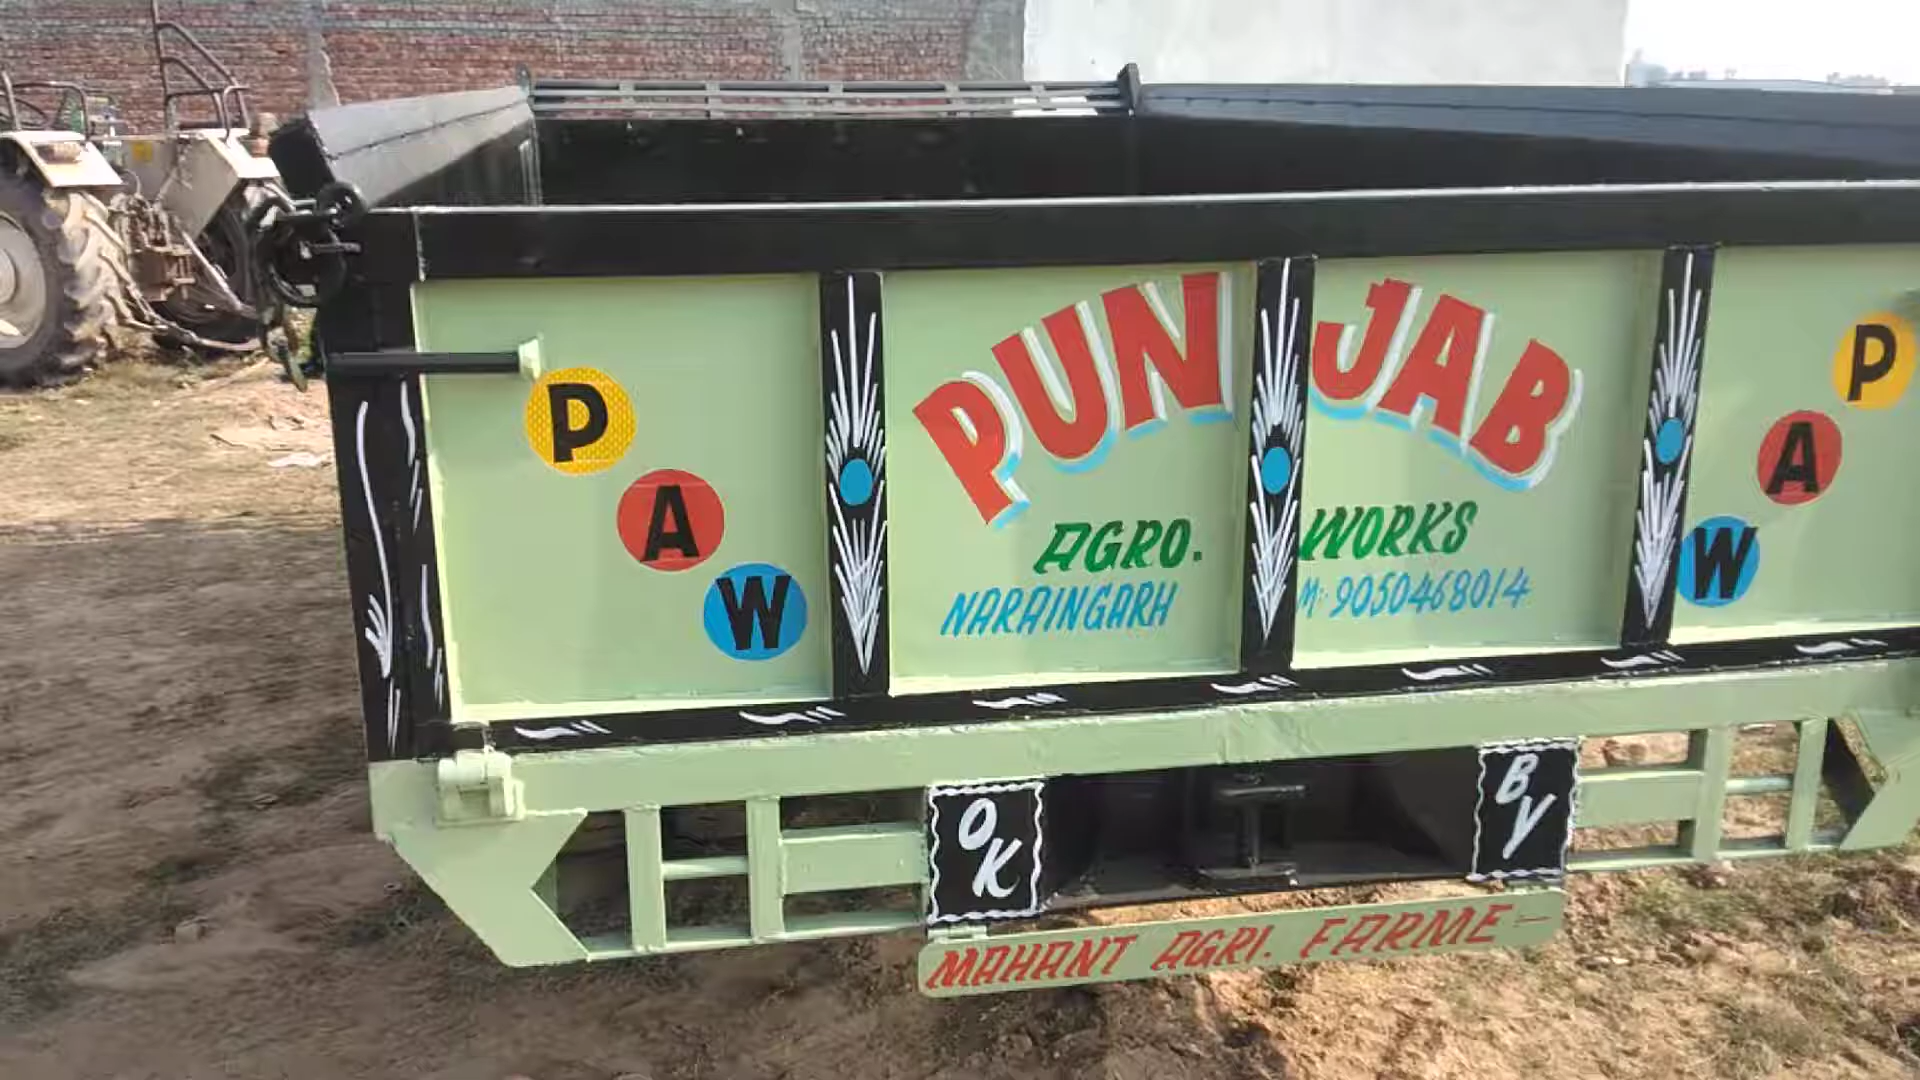 PUNJAB
P
A
W
P
A
W
AGRO. WORKS
NARAINGARH M: 9050468014
OK
BY
MAHANT AGRI. FARME